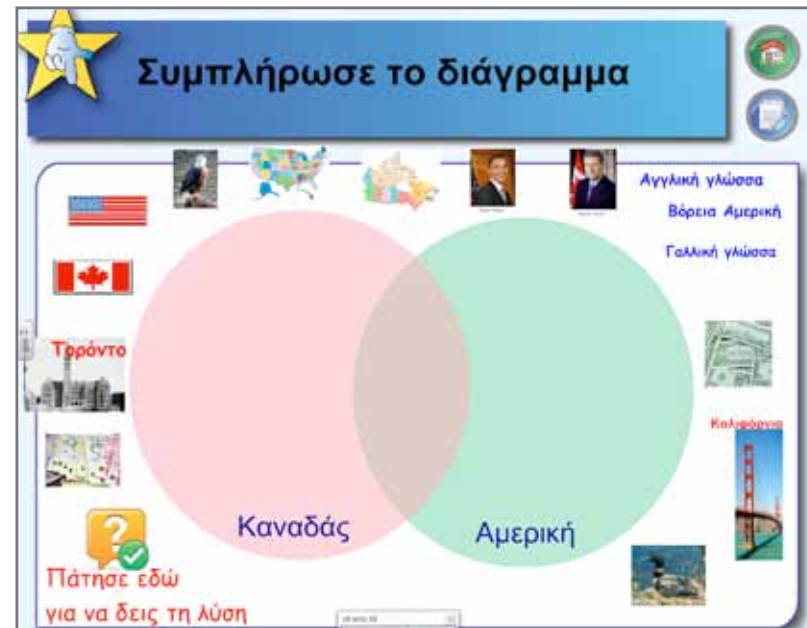 Συμπλήρωσε το διάγραμμα
Αγγλική γλώσσα
Βόρεια Αμερική
Γαλλική γλώσσα
Τορόντο
Καλιφόρνια
Καναδάς
Αμερική
Πάτησε εδώ
για να δεις τη λύση